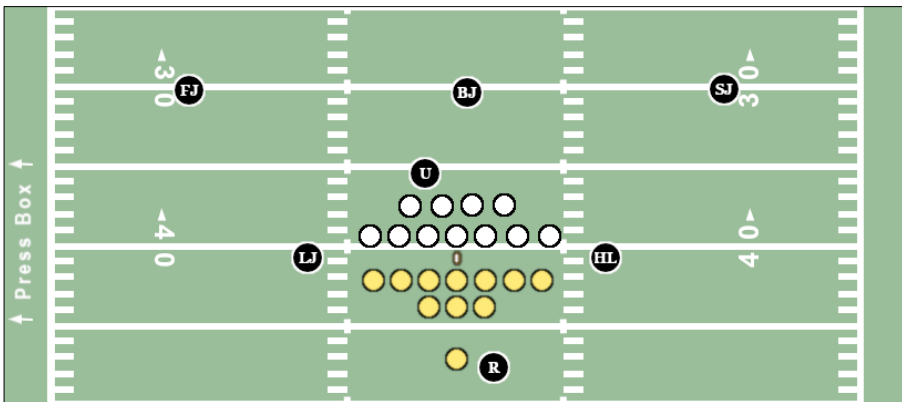 ← Press Box →
◄30
30►
FJ
BJ
SJ
U
◄40
40►
LJ
HL
R